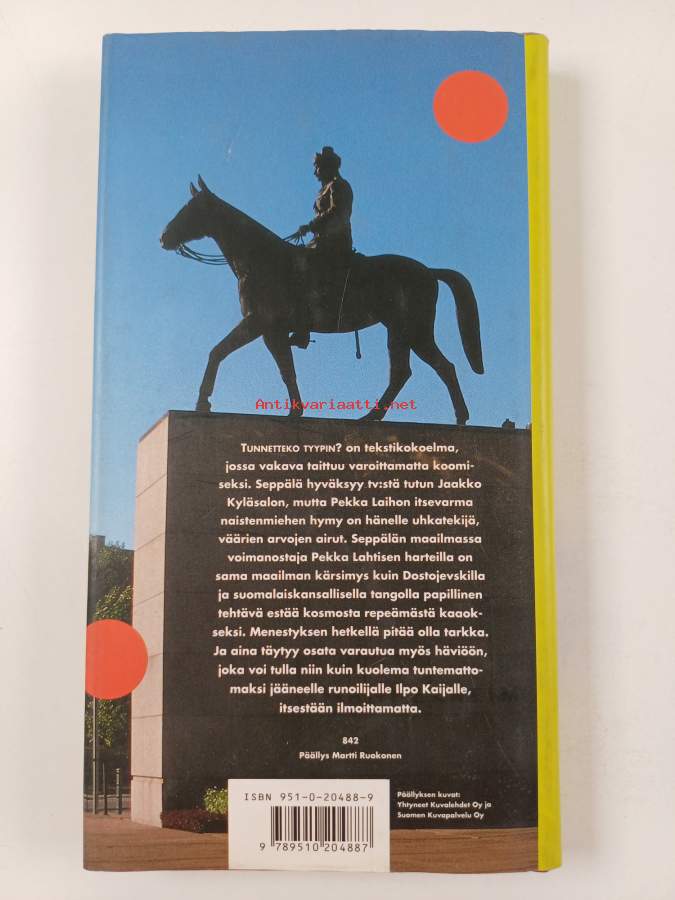 Antikvariaatti.net
TUNNETTEKO TYYPIN? on tekstikokoelma,
jossa vakava taittuu varoittamatta koomi-
seksi. Seppälä hyväksyy tv:stä tutun Jaakko
Kyläsalon, mutta Pekka Laihon itsevarma
naistenmiehen hymy on hänelle uhkatekijä,
väärien arvojen airut. Seppälän maailmassa
voimanostaja Pekka Lahtisen harteilla on
sama maailman kärsimys kuin Dostojevskilla
ja suomalaiskansallisella tangolla papillinen
tehtävä estää kosmosta repeämästä kaaok-
seksi. Menestyksen hetkellä pitää olla tarkka.
Ja aina täytyy osata varautua myös häviöön,
joka voi tulla niin kuin kuolema tuntematto-
maksi jääneelle runoilijalle Ilpo Kaijalle,
itsestään ilmoittamatta.
842
Päällys Martti Ruokonen
ISBN 951-0-20488-9
9 789510 204887
Päällyksen kuvat:
Yhtyneet Kuvalehdet Oy ja
Suomen Kuvapalvelu Oy